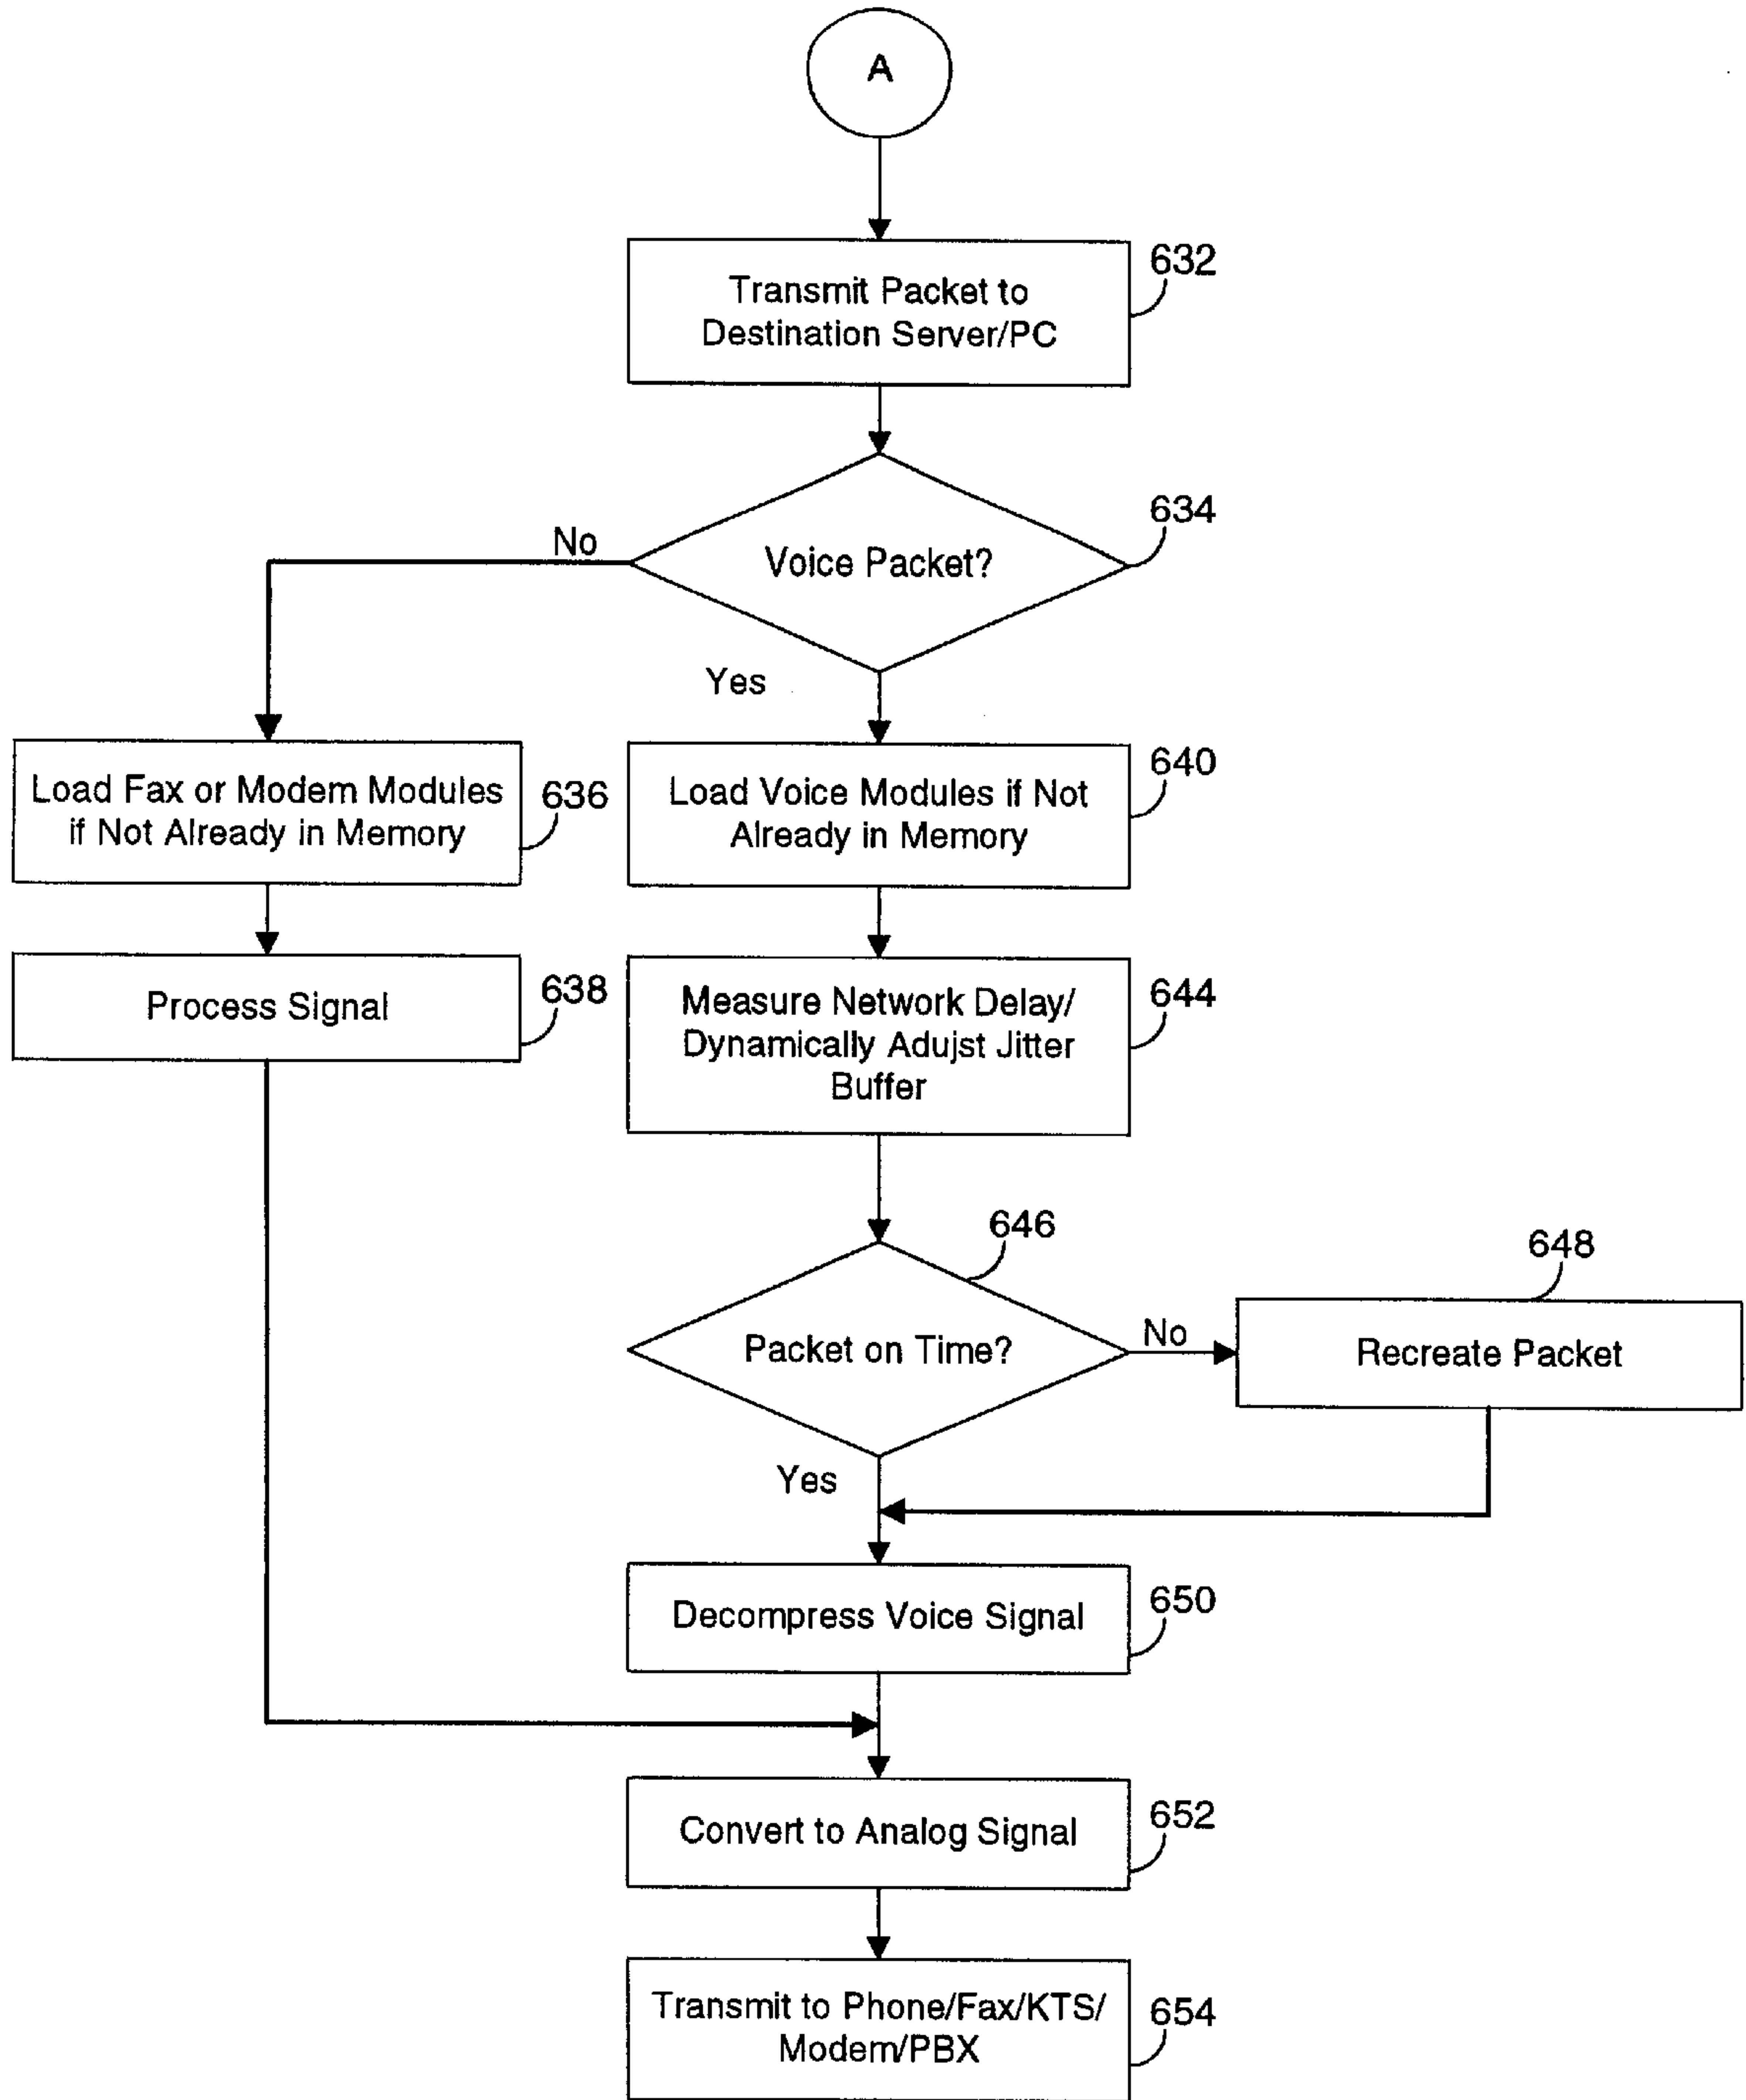 A
Transmit Packet to
Destination Server/PC
632
Voice Packet?
634
No
Yes
Load Fax or Modem Modules
if Not Already in Memory
636
Load Voice Modules if Not
Already in Memory
640
Process Signal
638
Measure Network Delay/
Dynamically Adujst Jitter
Buffer
644
Packet on Time?
646
No
Recreate Packet
648
Yes
Decompress Voice Signal
650
Convert to Analog Signal
652
Transmit to Phone/Fax/KTS/
Modem/PBX
654